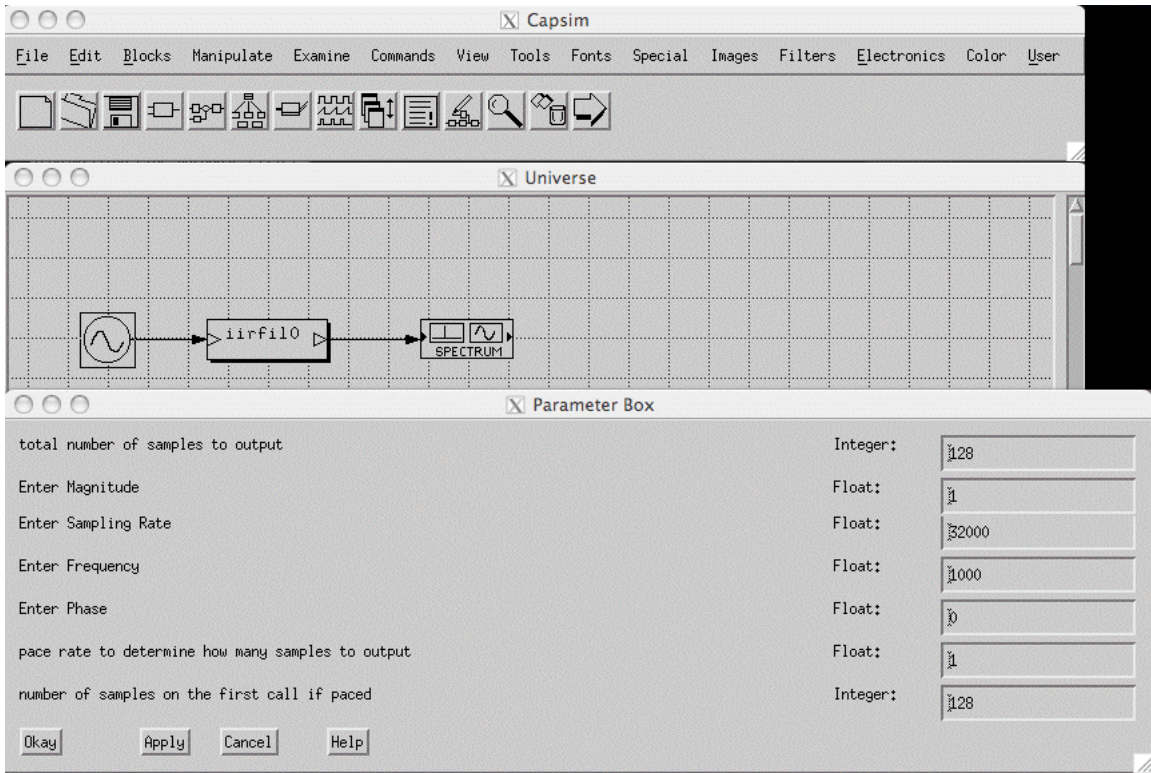 X Capsim
File Edit Blocks Manipulate Examine Commands View Tools Fonts Special Images Filters Electronics Color User
X Universe
iirfil0
SPECTRUM
X Parameter Box
total number of samples to output Integer: 128
Enter Magnitude Float: 1
Enter Sampling Rate Float: 32000
Enter Frequency Float: 1000
Enter Phase Float: 0
pace rate to determine how many samples to output Float: 1
number of samples on the first call if paced Integer: 128
Okay Apply Cancel Help